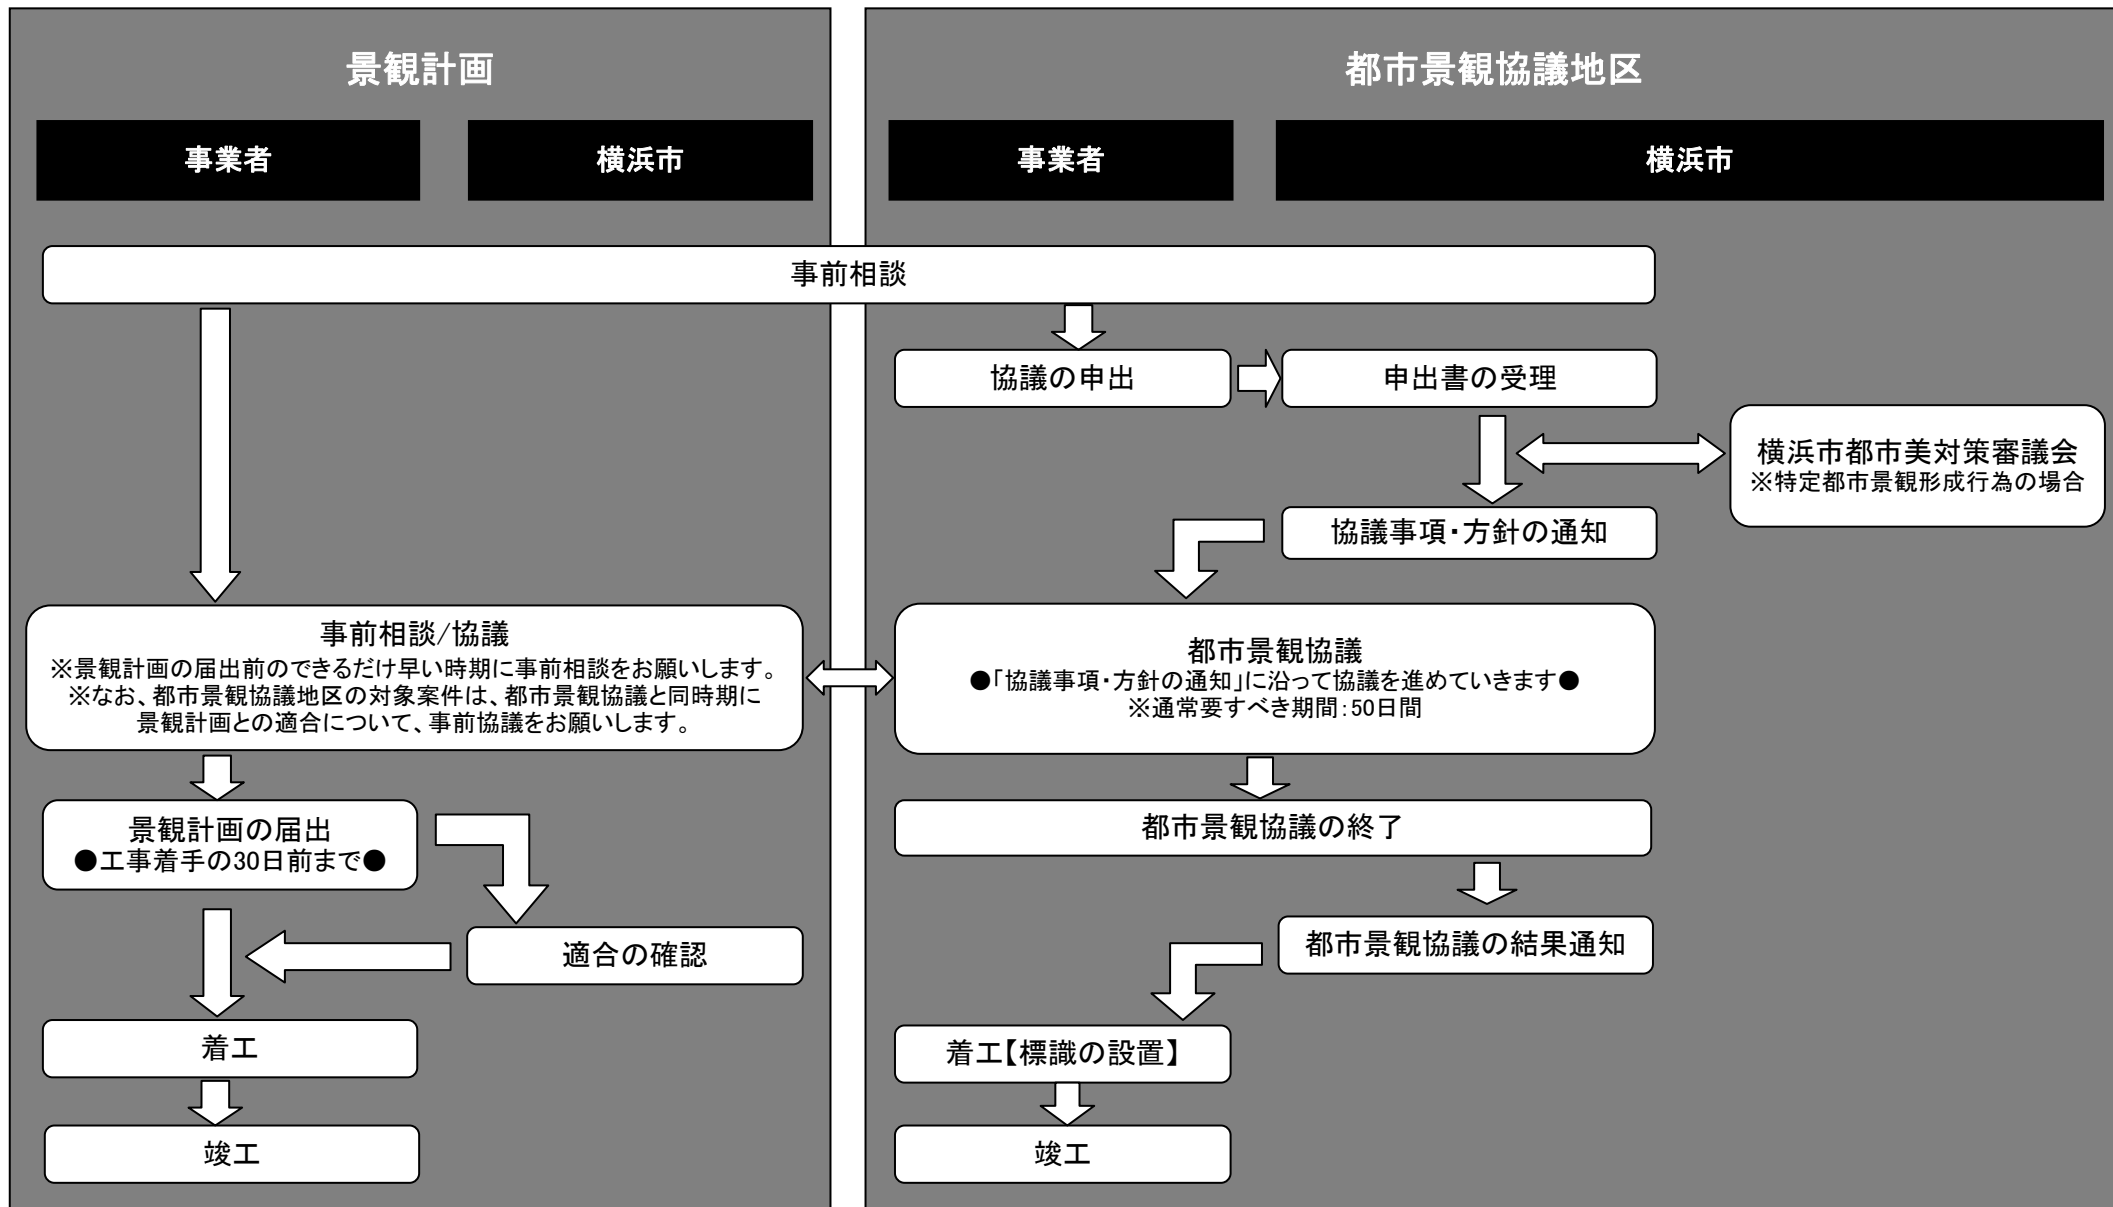 景観計画
都市景観協議地区
事業者
横浜市
事業者
横浜市
事前相談
協議の申出
申出書の受理
横浜市都市美対策審議会
※特定都市景観形成行為の場合
協議事項・方針の通知
事前相談/協議
※景観計画の届出前のできるだけ早い時期に事前相談をお願いします。
※なお、都市景観協議地区の対象案件は、都市景観協議と同時期に
景観計画との適合について、事前協議をお願いします。
都市景観協議
●「協議事項・方針の通知」に沿って協議を進めていきます●
※通常要すべき期間：50日間
景観計画の届出
●工事着手の30日前まで●
都市景観協議の終了
適合の確認
都市景観協議の結果通知
着工
着工【標識の設置】
竣工
竣工